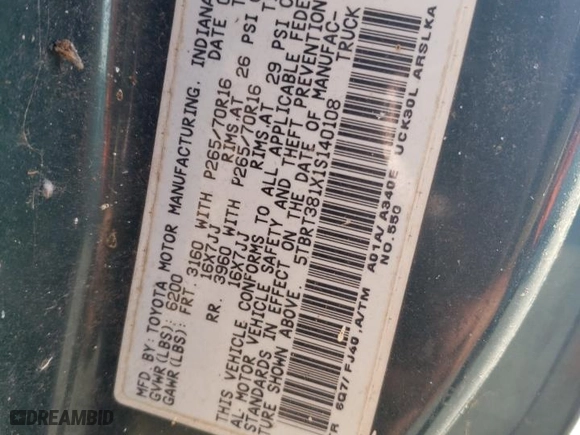 MFD. BY: TOYOTA MOTOR MANUFACTURING, INDIANA
GVWR(LBS): 6200 DATE O
GAWR(LBS): FRT. 3160 WITH P265/70R16
16X7JJ RIMS,AT 26 PSI
RR. 3960 WITH P265/70R16
16X7JJ RIMS,AT 29 PSI
THIS VEHICLE CONFORMS TO ALL APPLICABLE FEDE
AL MOTOR VEHICLE SAFETY AND THEFT PREVENTION
STANDARDS IN EFFECT ON THE DATE OF MANUFAC-
TURE SHOWN ABOVE. 5TBRT381X1S140108 TRUCK
6Q7/FJ40 A/TM A01A/A340E UCK30L ARSLKA
NO.550
DREAMBID